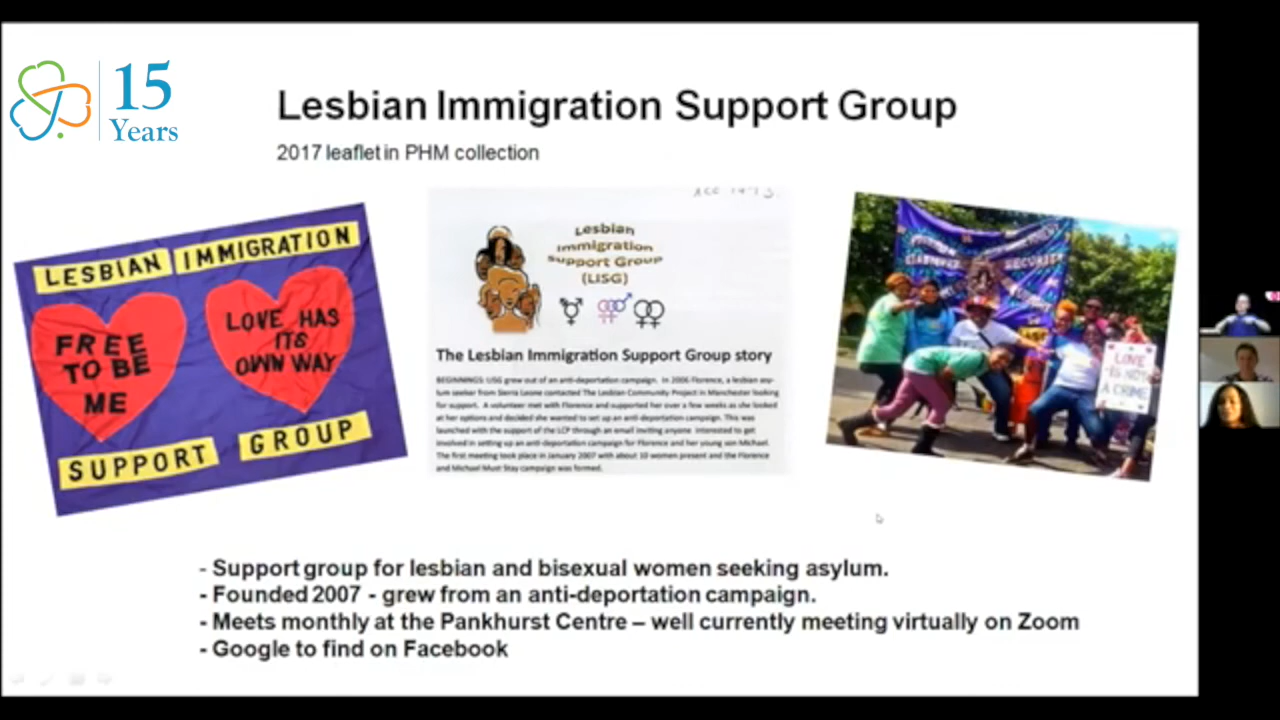 15
Years
Lesbian Immigration Support Group
2017 leaflet in PHM collection
LESBIAN IMMIGRATION
FREE
TO BE
ME
LOVE HAS
ITS
OWN WAY
SUPPORT GROUP
Lesbian
Immigration
Support Group
(LISG)
The Lesbian Immigration Support Group story
BEGINNINGS: LISG grew out of an anti-deportation campaign. In 2006 Florence, a lesbian asy-
lum seeker from Sierra Leone contacted The Lesbian Community Project in Manchester looking
for support. A volunteer met with Florence and supported her over a few weeks as she looked
at her options and decided she wanted to set up an anti-deportation campaign. This was
launched with the support of the LCP through an email inviting anyone interested to get
involved in setting up an anti-deportation campaign for Florence and her young son Michael.
The first meeting took place in January 2007 with about 10 women present and the Florence
and Michael Must Stay campaign was formed.
LOVE
IS NOT
A CRIME
- Support group for lesbian and bisexual women seeking asylum.
- Founded 2007 - grew from an anti-deportation campaign.
- Meets monthly at the Pankhurst Centre – well currently meeting virtually on Zoom
- Google to find on Facebook